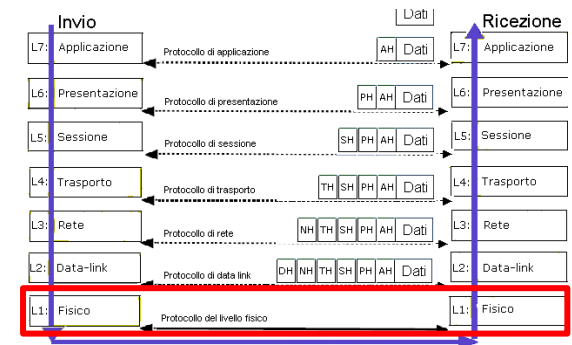 Dati
Invio Ricezione
L7: Applicazione Protocollo di applicazione AH Dati L7: Applicazione
L6: Presentazione Protocollo di presentazione PH AH Dati L6: Presentazione
L5: Sessione Protocollo di sessione SH PH AH Dati L5: Sessione
L4: Trasporto Protocollo di trasporto TH SH PH AH Dati L4: Trasporto
L3: Rete Protocollo di rete NH TH SH PH AH Dati L3: Rete
L2: Data-link Protocollo di data link DH NH TH SH PH AH Dati L2: Data-link
L1: Fisico Protocollo del livello fisico L1: Fisico